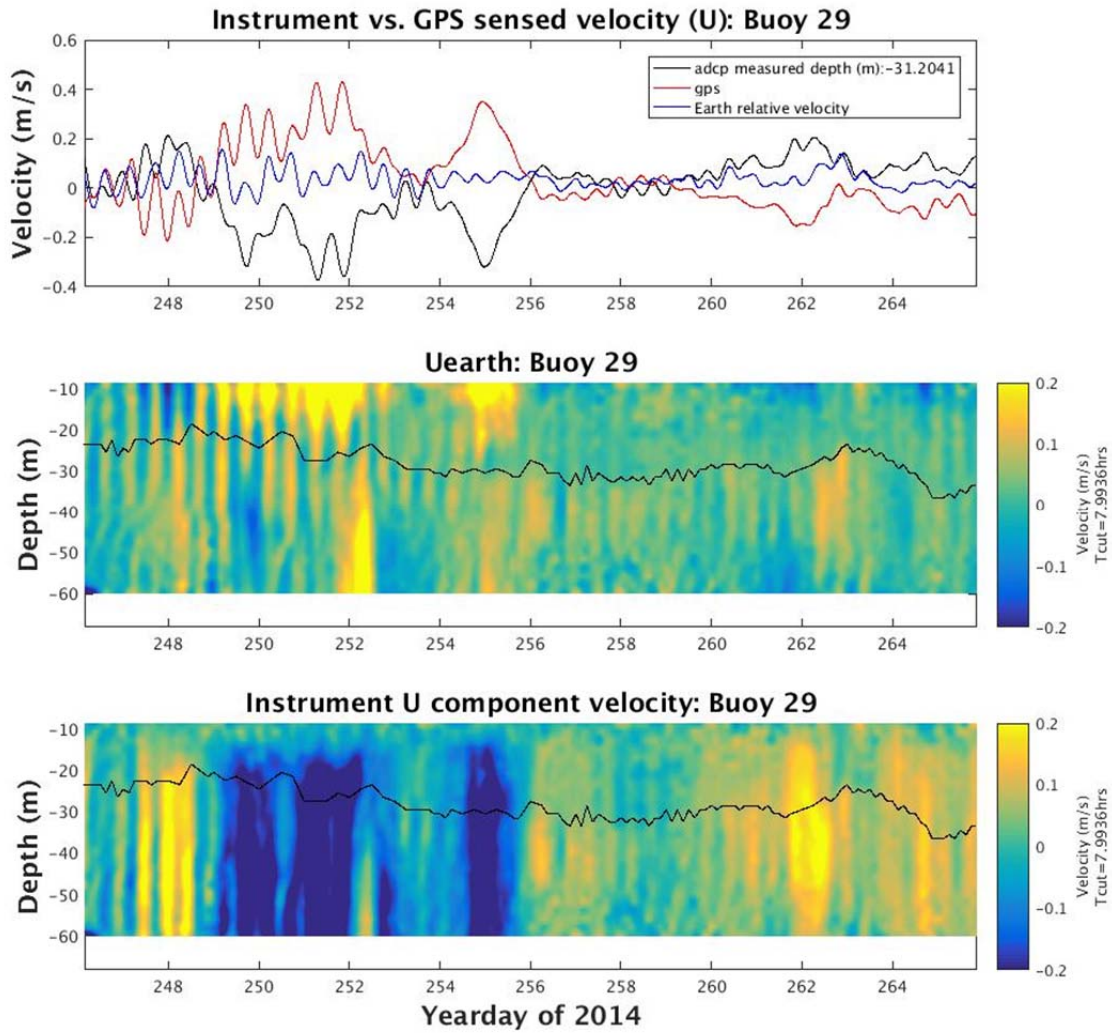 Instrument vs. GPS sensed velocity (U): Buoy 29
Velocity (m/s)
0.6
0.4
0.2
0
-0.2
-0.4
adcp measured depth (m):-31.2041
gps
Earth relative velocity
248 250 252 254 256 258 260 262 264
Uearth: Buoy 29
Depth (m)
-10
-20
-30
-40
-50
-60
248 250 252 254 256 258 260 262 264
0.2
0.1
0
-0.1
-0.2
Velocity (m/s)
Tcut=7.9936hrs
Instrument U component velocity: Buoy 29
Depth (m)
-10
-20
-30
-40
-50
-60
248 250 252 254 256 258 260 262 264
Yearday of 2014
0.2
0.1
0
-0.1
-0.2
Velocity (m/s)
Tcut=7.9936hrs